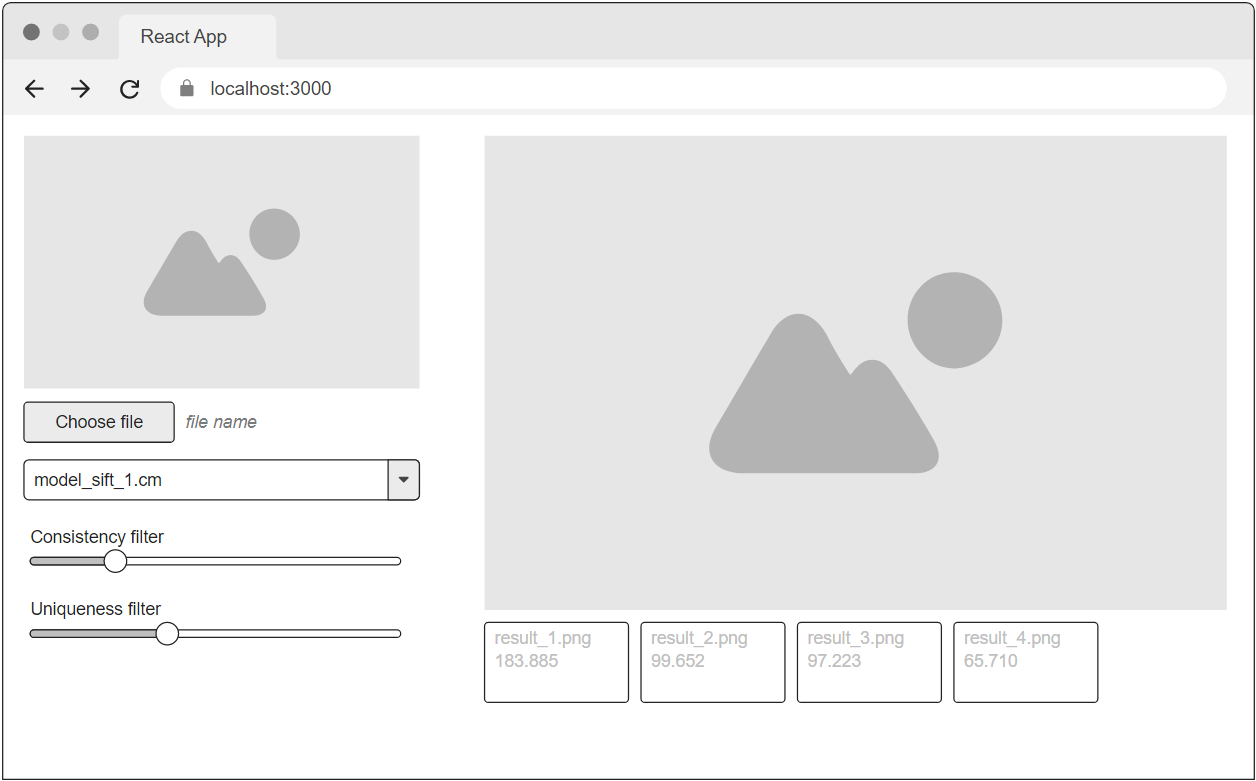 React App
localhost:3000
Choose file
file name
model_sift_1.cm
Consistency filter
Uniqueness filter
result_1.png
183.885
result_2.png
99.652
result_3.png
97.223
result_4.png
65.710